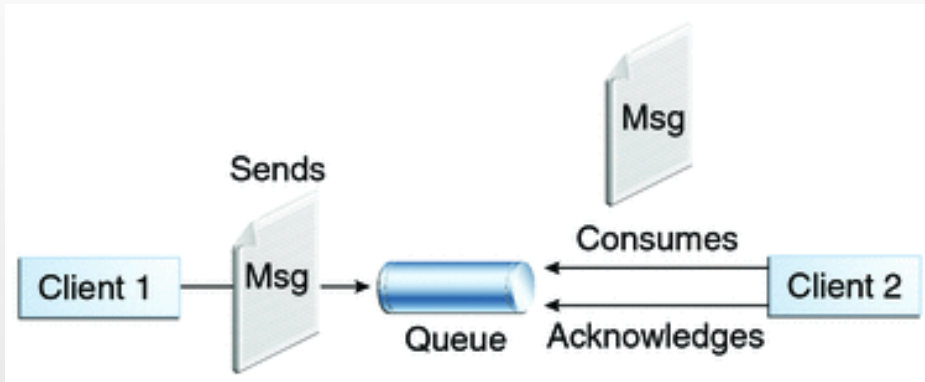 Msg
Sends
Consumes
Client 1
Msg
Client 2
Queue
Acknowledges